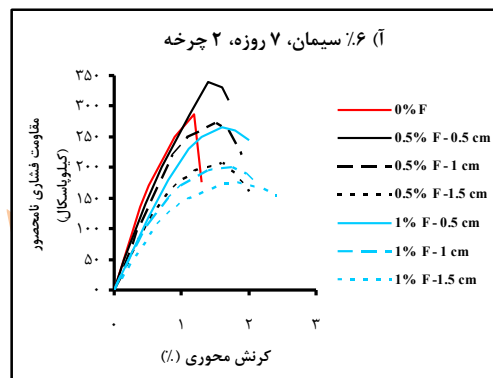 آ) ۶٪ سیمان، ۷ روزه، ۲ چرخه
مقاومت فشاری نامحصور
(کیلوپاسکال)
۳۵۰
۳۰۰
۲۵۰
۲۰۰
۱۵۰
۱۰۰
۵۰
۰
۰ ۱ ۲ ۳
کرنش محوری (٪)
0% F
0.5% F - 0.5 cm
0.5% F - 1 cm
0.5% F -1.5 cm
1% F - 0.5 cm
1% F - 1 cm
1% F -1.5 cm